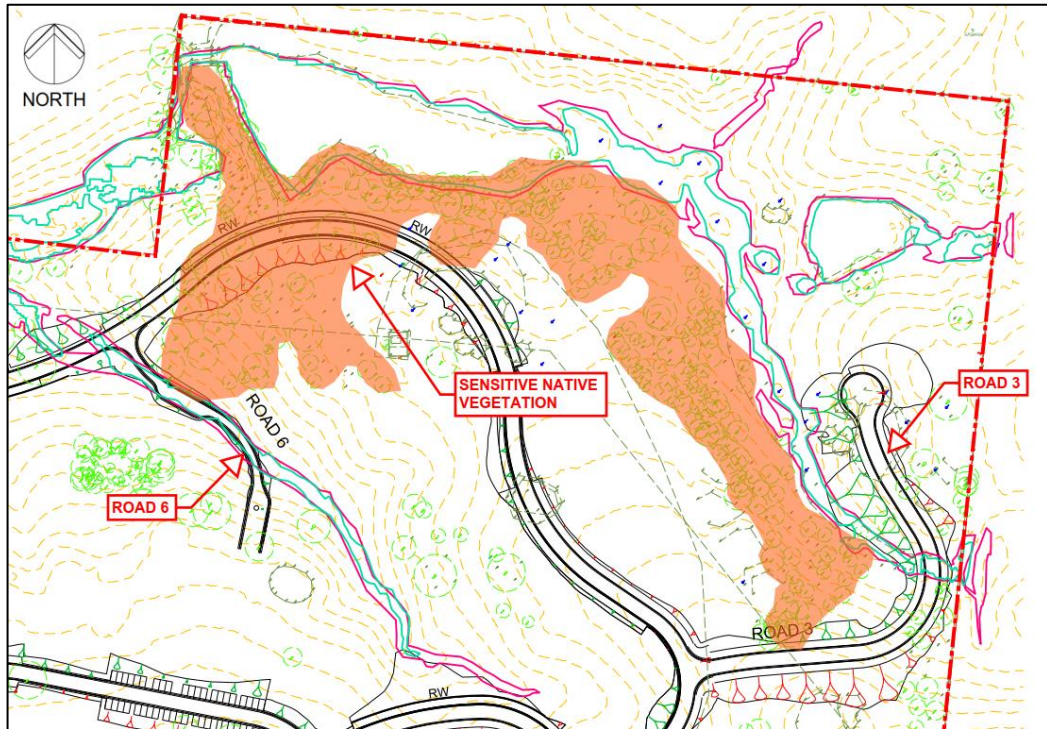 NORTH
RW
RW
SENSITIVE NATIVE
VEGETATION
ROAD 3
ROAD 6
ROAD 6
ROAD 3
RW